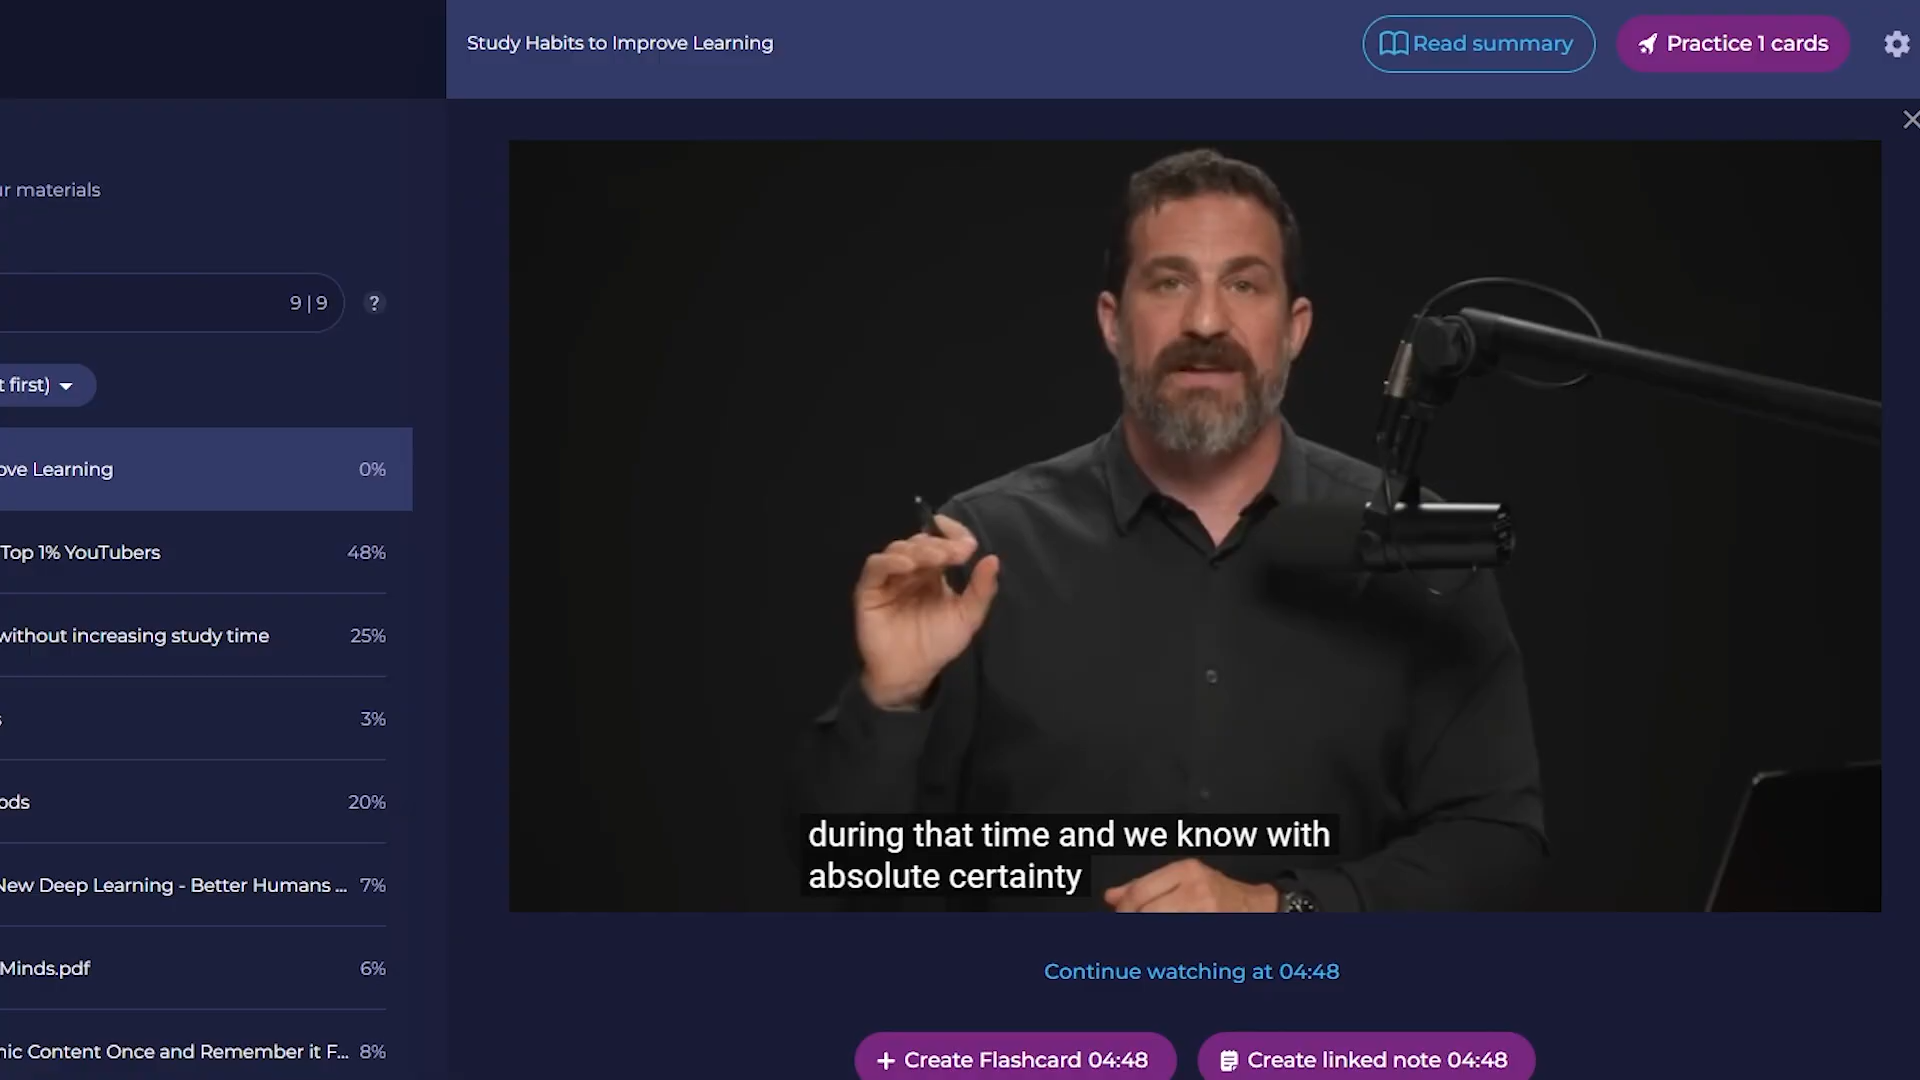 Study Habits to Improve Learning
Read summary
Practice 1 cards
ur materials
9 | 9
?
t first)
ove Learning 0%
Top 1% YouTubers 48%
without increasing study time 25%
s 3%
ods 20%
New Deep Learning - Better Humans ... 7%
Minds.pdf 6%
nic Content Once and Remember it F... 8%
during that time and we know with
absolute certainty
Continue watching at 04:48
+ Create Flashcard 04:48
Create linked note 04:48